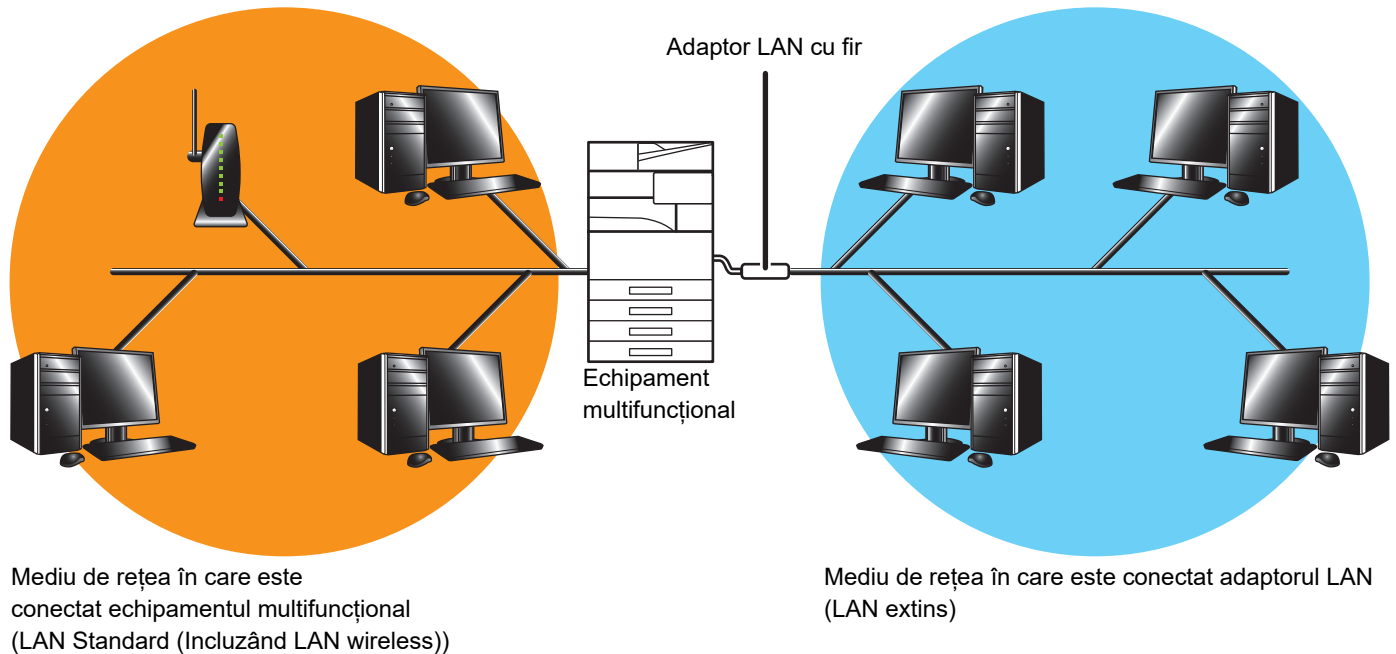 Adaptor LAN cu fir
Echipament
multifuncțional
Mediu de rețea în care este
conectat echipamentul multifuncțional
(LAN Standard (Incluzând LAN wireless))
Mediu de rețea în care este conectat adaptorul LAN
(LAN extins)